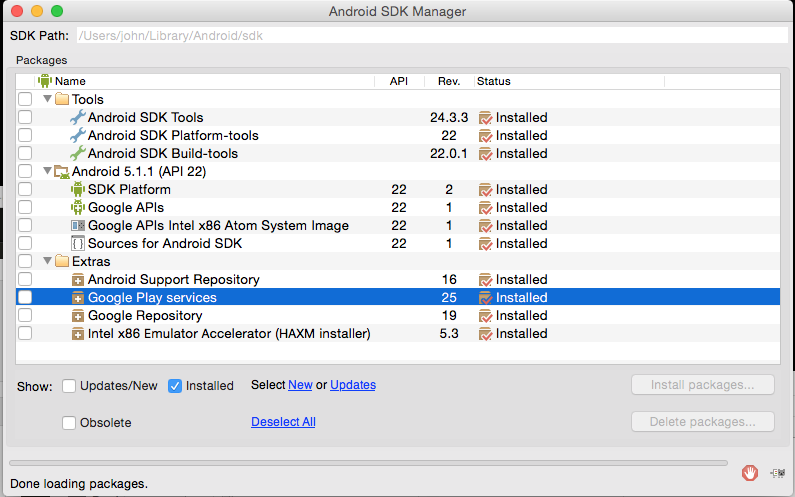 Android SDK Manager
SDK Path: /Users/john/Library/Android/sdk
Packages
Name API Rev. Status
Tools
Android SDK Tools 24.3.3 Installed
Android SDK Platform-tools 22 Installed
Android SDK Build-tools 22.0.1 Installed
Android 5.1.1 (API 22)
SDK Platform 22 2 Installed
Google APIs 22 1 Installed
Google APIs Intel x86 Atom System Image 22 1 Installed
Sources for Android SDK 22 1 Installed
Extras
Android Support Repository 16 Installed
Google Play services 25 Installed
Google Repository 19 Installed
Intel x86 Emulator Accelerator (HAXM installer) 5.3 Installed
Show: Updates/New Installed Select New or Updates Install packages...
Obsolete Deselect All Delete packages...
Done loading packages.